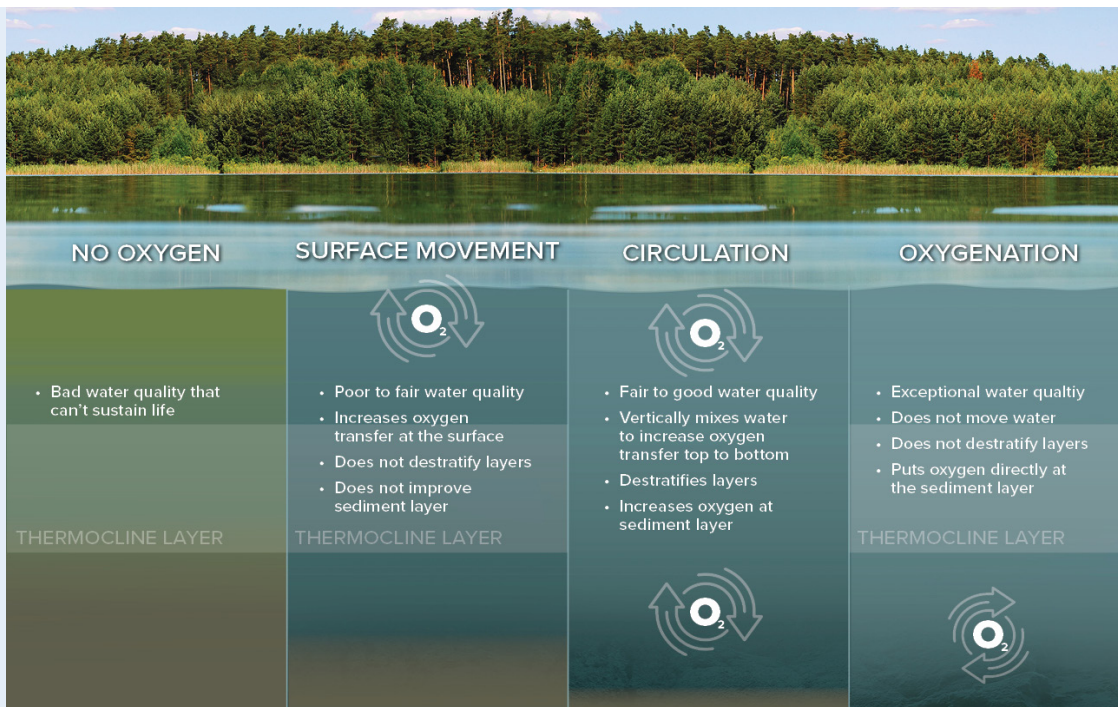 NO OXYGEN
• Bad water quality that
can't sustain life
THERMOCLINE LAYER
SURFACE MOVEMENT
O2
• Poor to fair water quality
• Increases oxygen
transfer at the surface
• Does not destratify layers
• Does not improve
sediment layer
THERMOCLINE LAYER
CIRCULATION
O2
• Fair to good water quality
• Vertically mixes water
to increase oxygen
transfer top to bottom
• Destratifies layers
• Increases oxygen at
sediment layer
O2
OXYGENATION
• Exceptional water qualtiy
• Does not move water
• Does not destratify layers
• Puts oxygen directly at
the sediment layer
THERMOCLINE LAYER
O2